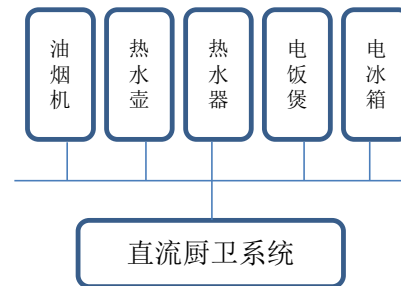 油烟机
热水壶
热水器
电饭煲
电冰箱
直流厨卫系统